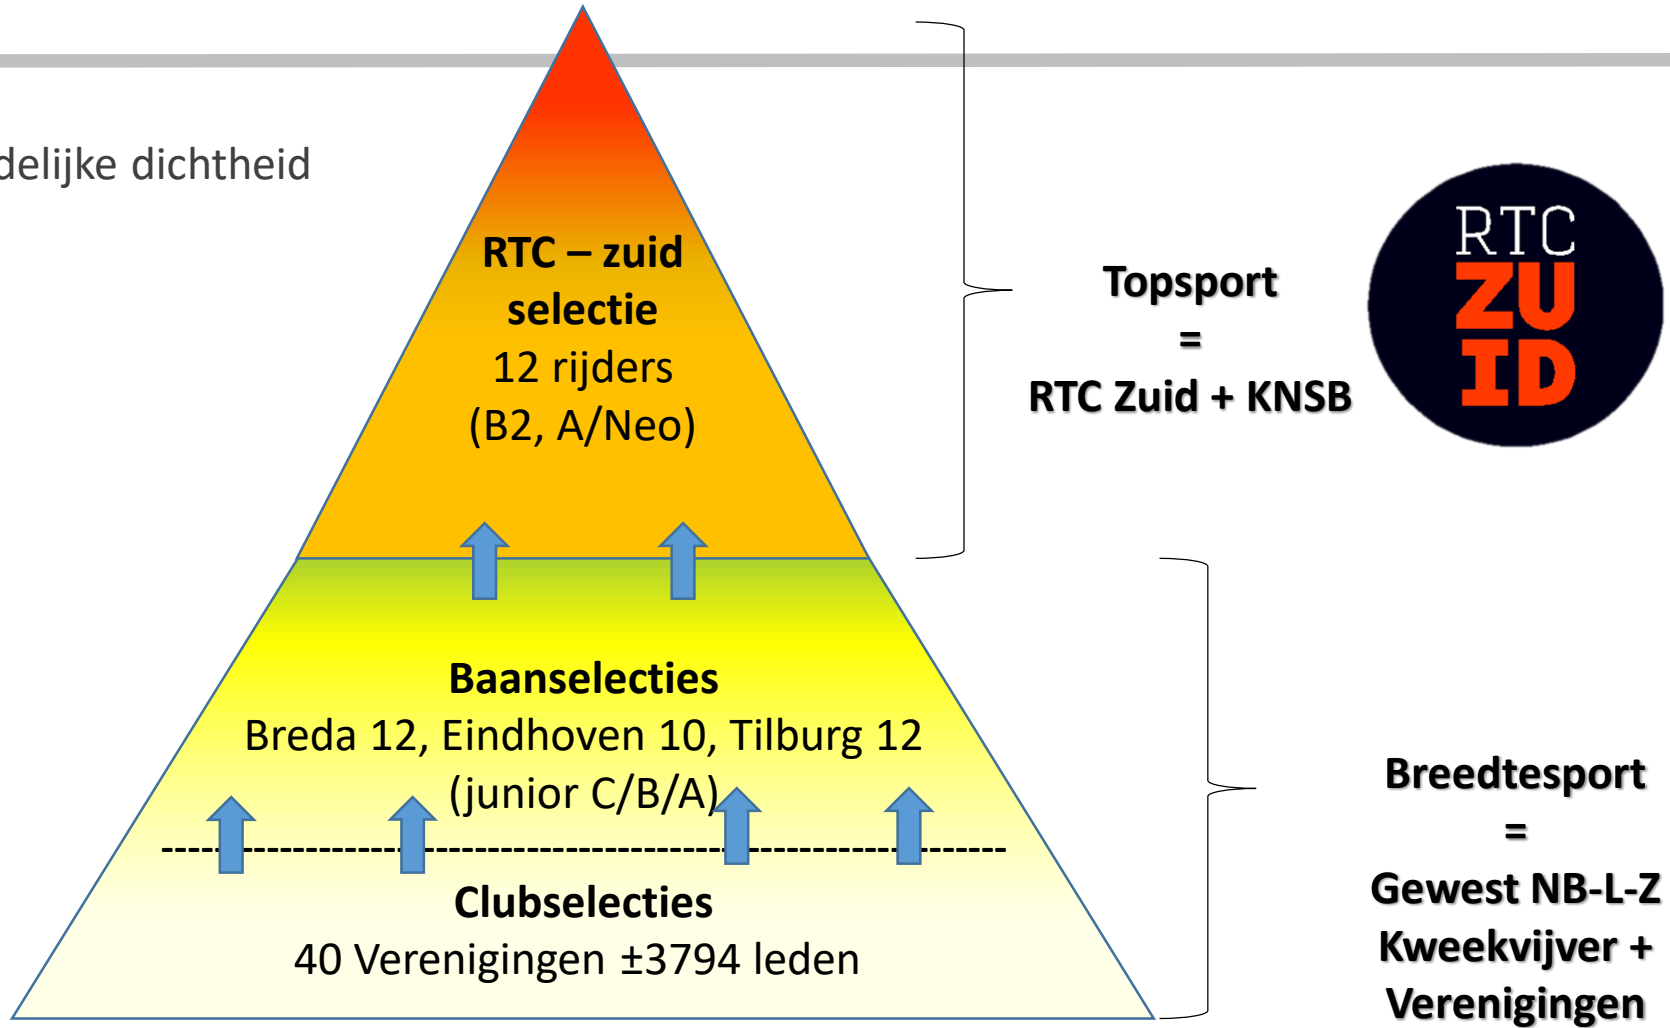 delijke dichtheid
RTC – zuid
selectie
12 rijders
(B2, A/Neo)
Topsport
=
RTC Zuid + KNSB
RTC
ZU
ID
Baanselecties
Breda 12, Eindhoven 10, Tilburg 12
(junior C/B/A)
Clubselecties
40 Verenigingen ±3794 leden
Breedtesport
=
Gewest NB-L-Z
Kweekvijver +
Verenigingen